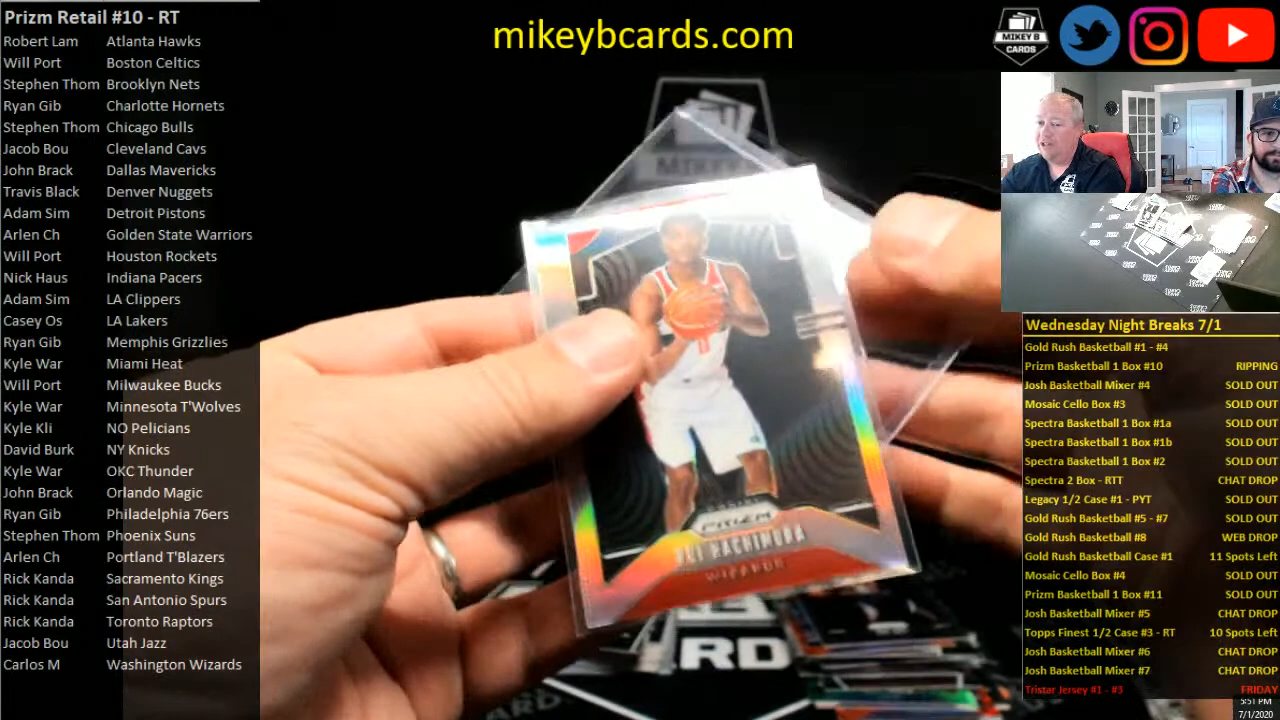 Prizm Retail #10 - RT
Robert Lam Atlanta Hawks
Will Port Boston Celtics
Stephen Thom Brooklyn Nets
Ryan Gib Charlotte Hornets
Stephen Thom Chicago Bulls
Jacob Bou Cleveland Cavs
John Brack Dallas Mavericks
Travis Black Denver Nuggets
Adam Sim Detroit Pistons
Arlen Ch Golden State Warriors
Will Port Houston Rockets
Nick Haus Indiana Pacers
Adam Sim LA Clippers
Casey Os LA Lakers
Ryan Gib Memphis Grizzlies
Kyle War Miami Heat
Will Port Milwaukee Bucks
Kyle War Minnesota T'Wolves
Kyle Kli NO Pelicians
David Burk NY Knicks
Kyle War OKC Thunder
John Brack Orlando Magic
Ryan Gib Philadelphia 76ers
Stephen Thom Phoenix Suns
Arlen Ch Portland T'Blazers
Rick Kanda Sacramento Kings
Rick Kanda San Antonio Spurs
Rick Kanda Toronto Raptors
Jacob Bou Utah Jazz
Carlos M Washington Wizards
mikeybcards.com
MIKEY B
CARDS
MIKEY
PRIZM
RUI HACHIMURA
WIZARDS
RD
CARD
Wednesday Night Breaks 7/1
Gold Rush Basketball #1 - #4
Prizm Basketball 1 Box #10 RIPPING
Josh Basketball Mixer #4 SOLD OUT
Mosaic Cello Box #3 SOLD OUT
Spectra Basketball 1 Box #1a SOLD OUT
Spectra Basketball 1 Box #1b SOLD OUT
Spectra Basketball 1 Box #2 SOLD OUT
Spectra 2 Box - RTT CHAT DROP
Legacy 1/2 Case #1 - PYT SOLD OUT
Gold Rush Basketball #5 - #7 SOLD OUT
Gold Rush Basketball #8 WEB DROP
Gold Rush Basketball Case #1 11 Spots Left
Mosaic Cello Box #4 SOLD OUT
Prizm Basketball 1 Box #11 SOLD OUT
Josh Basketball Mixer #5 CHAT DROP
Topps Finest 1/2 Case #3 - RT 10 Spots Left
Josh Basketball Mixer #6 CHAT DROP
Josh Basketball Mixer #7 CHAT DROP
Tristar Jersey #1 - #3 FRIDAY
5:51 PM
7/1/2020